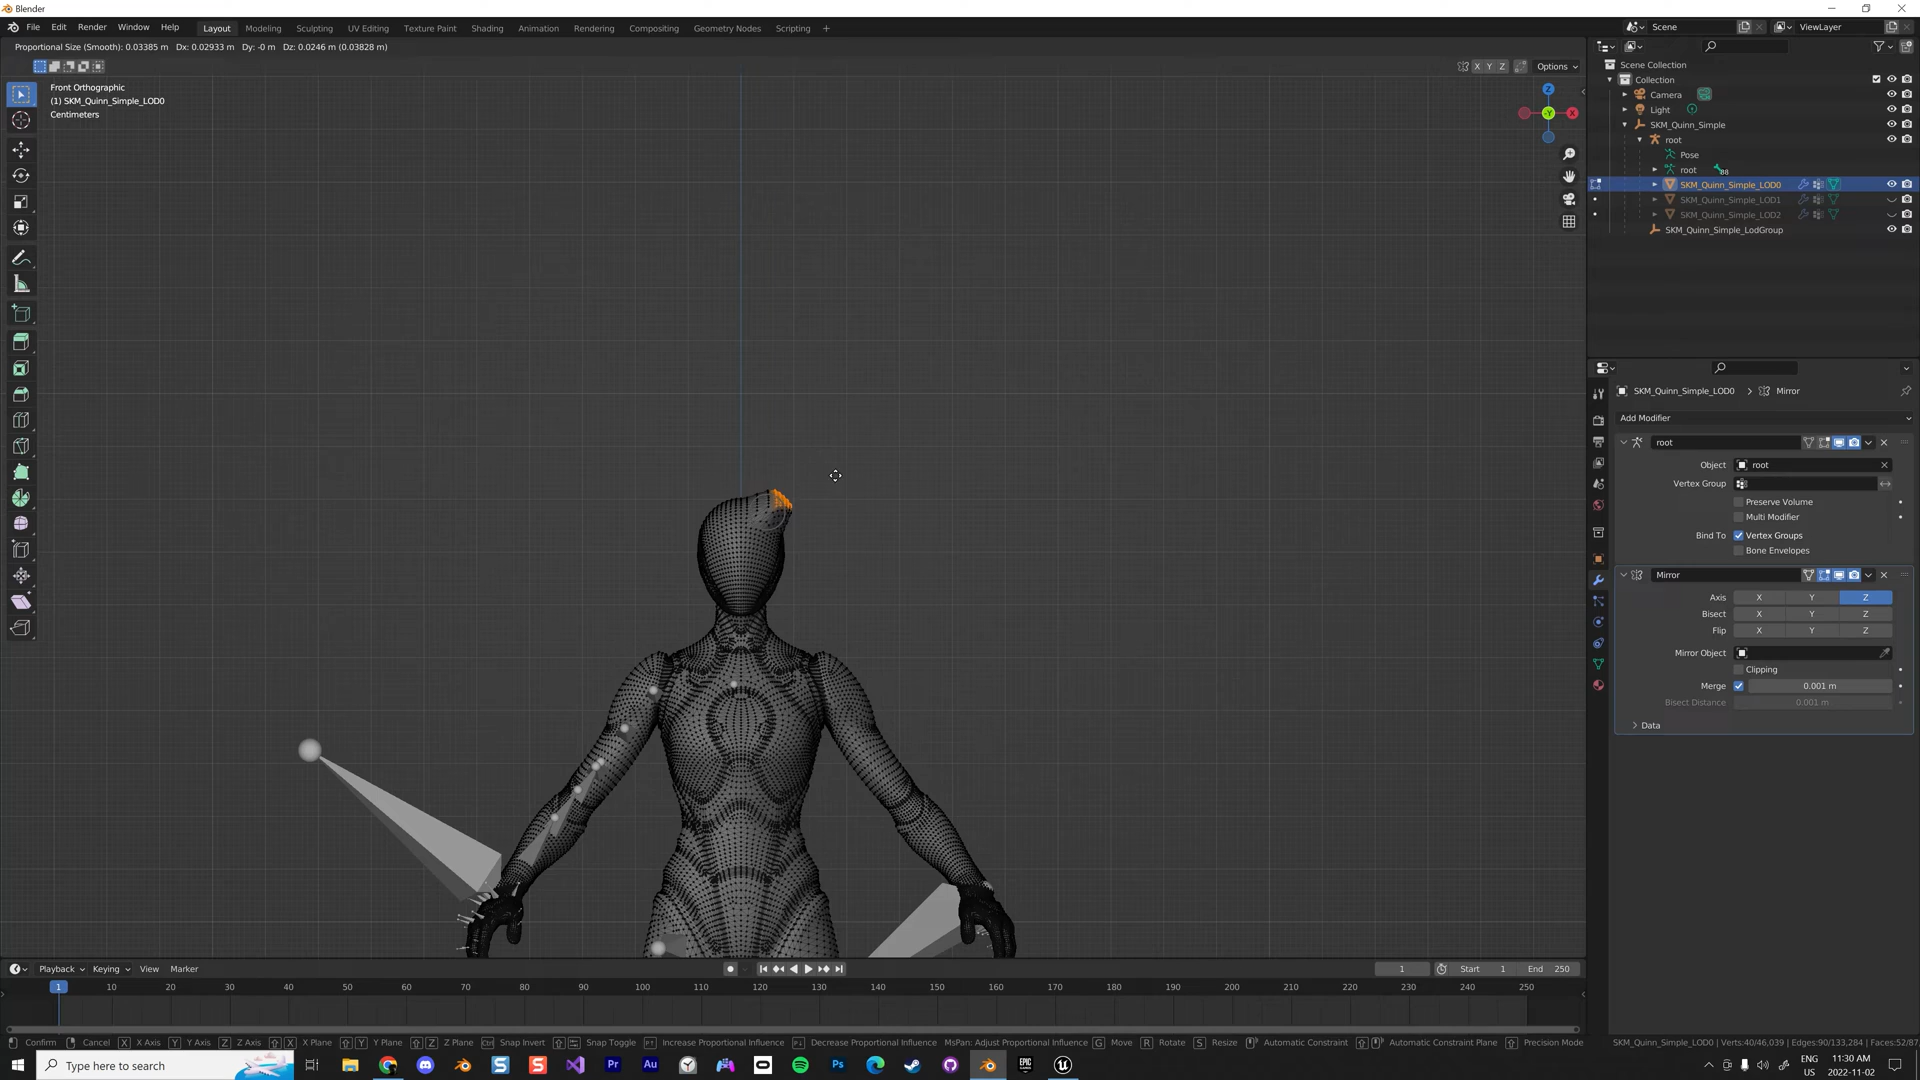 Blender
File Edit Render Window Help Layout Modeling Sculpting UV Editing Texture Paint Shading Animation Rendering Compositing Geometry Nodes Scripting + Scene ViewLayer
Proportional Size (Smooth): 0.03385 m Dx: 0.02933 m Dy: -0 m Dz: 0.0246 m (0.03828 m)
X Y Z Options
Front Orthographic
(1) SKM_Quinn_Simple_LOD0
Centimeters
Z
-Y
X
Scene Collection
Collection
Camera
Light
SKM_Quinn_Simple
root
Pose
root 88
SKM_Quinn_Simple_LOD0
SKM_Quinn_Simple_LOD1
SKM_Quinn_Simple_LOD2
SKM_Quinn_Simple_LodGroup
SKM_Quinn_Simple_LOD0 > Mirror
Add Modifier
root
Object root
Vertex Group
Preserve Volume
Multi Modifier
Bind To Vertex Groups
Bone Envelopes
Mirror
Axis X Y Z
Bisect X Y Z
Flip X Y Z
Mirror Object
Clipping
Merge 0.001 m
Bisect Distance 0.001 m
Data
Playback Keying View Marker 1 Start 1 End 250
1 10 20 30 40 50 60 70 80 90 100 110 120 130 140 150 160 170 180 190 200 210 220 230 240 250
Confirm Cancel X X Axis Y Y Axis Z Z Axis X X Plane Y Y Plane Z Z Plane Ctrl Snap Invert Snap Toggle Increase Proportional Influence Decrease Proportional Influence MsPan: Adjust Proportional Influence G Move R Rotate S Resize Automatic Constraint Automatic Constraint Plane Precision Mode SKM_Quinn_Simple_LOD0 | Verts:40/46,039 | Edges:90/133,284 | Faces:52/87
Type here to search
ENG
US
11:30 AM
2022-11-02